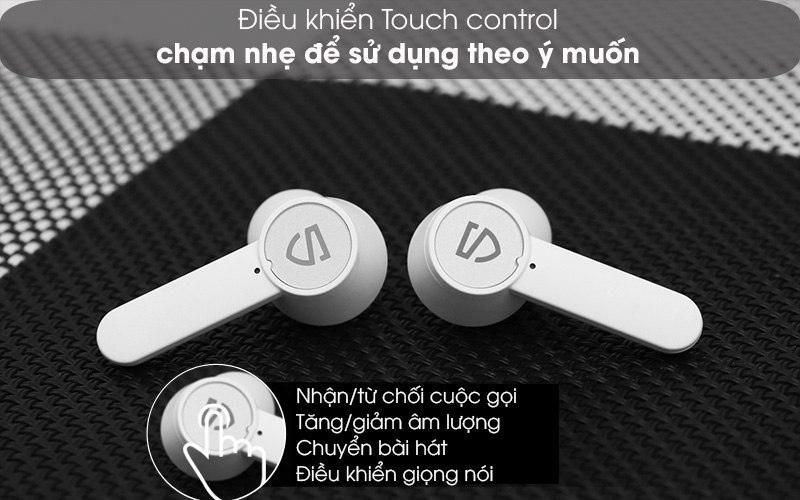 Điều khiển Touch control
chạm nhẹ để sử dụng theo ý muốn
Nhận/từ chối cuộc gọi
Tăng/giảm âm lượng
Chuyển bài hát
Điều khiển giọng nói